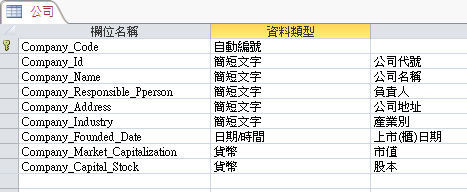 公司
欄位名稱 資料類型
Company_Code 自動編號
Company_Id 簡短文字 公司代號
Company_Name 簡短文字 公司名稱
Company_Responsible_Pperson 簡短文字 負責人
Company_Address 簡短文字 公司地址
Company_Industry 簡短文字 產業別
Company_Founded_Date 日期/時間 上市(櫃)日期
Company_Market_Capitalization 貨幣 市值
Company_Capital_Stock 貨幣 股本